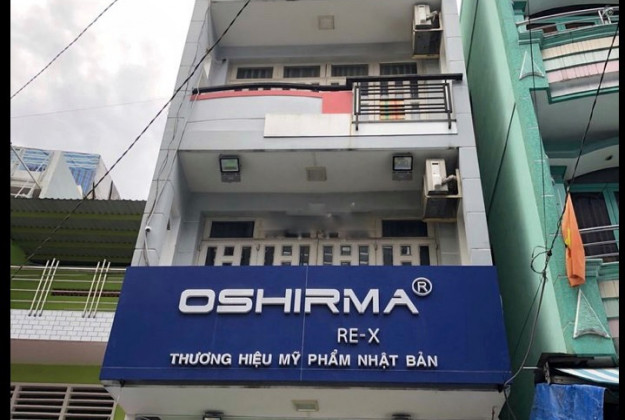 OSHIRMA®
RE-X
THƯƠNG HIỆU MỸ PHẨM NHẬT BẢN